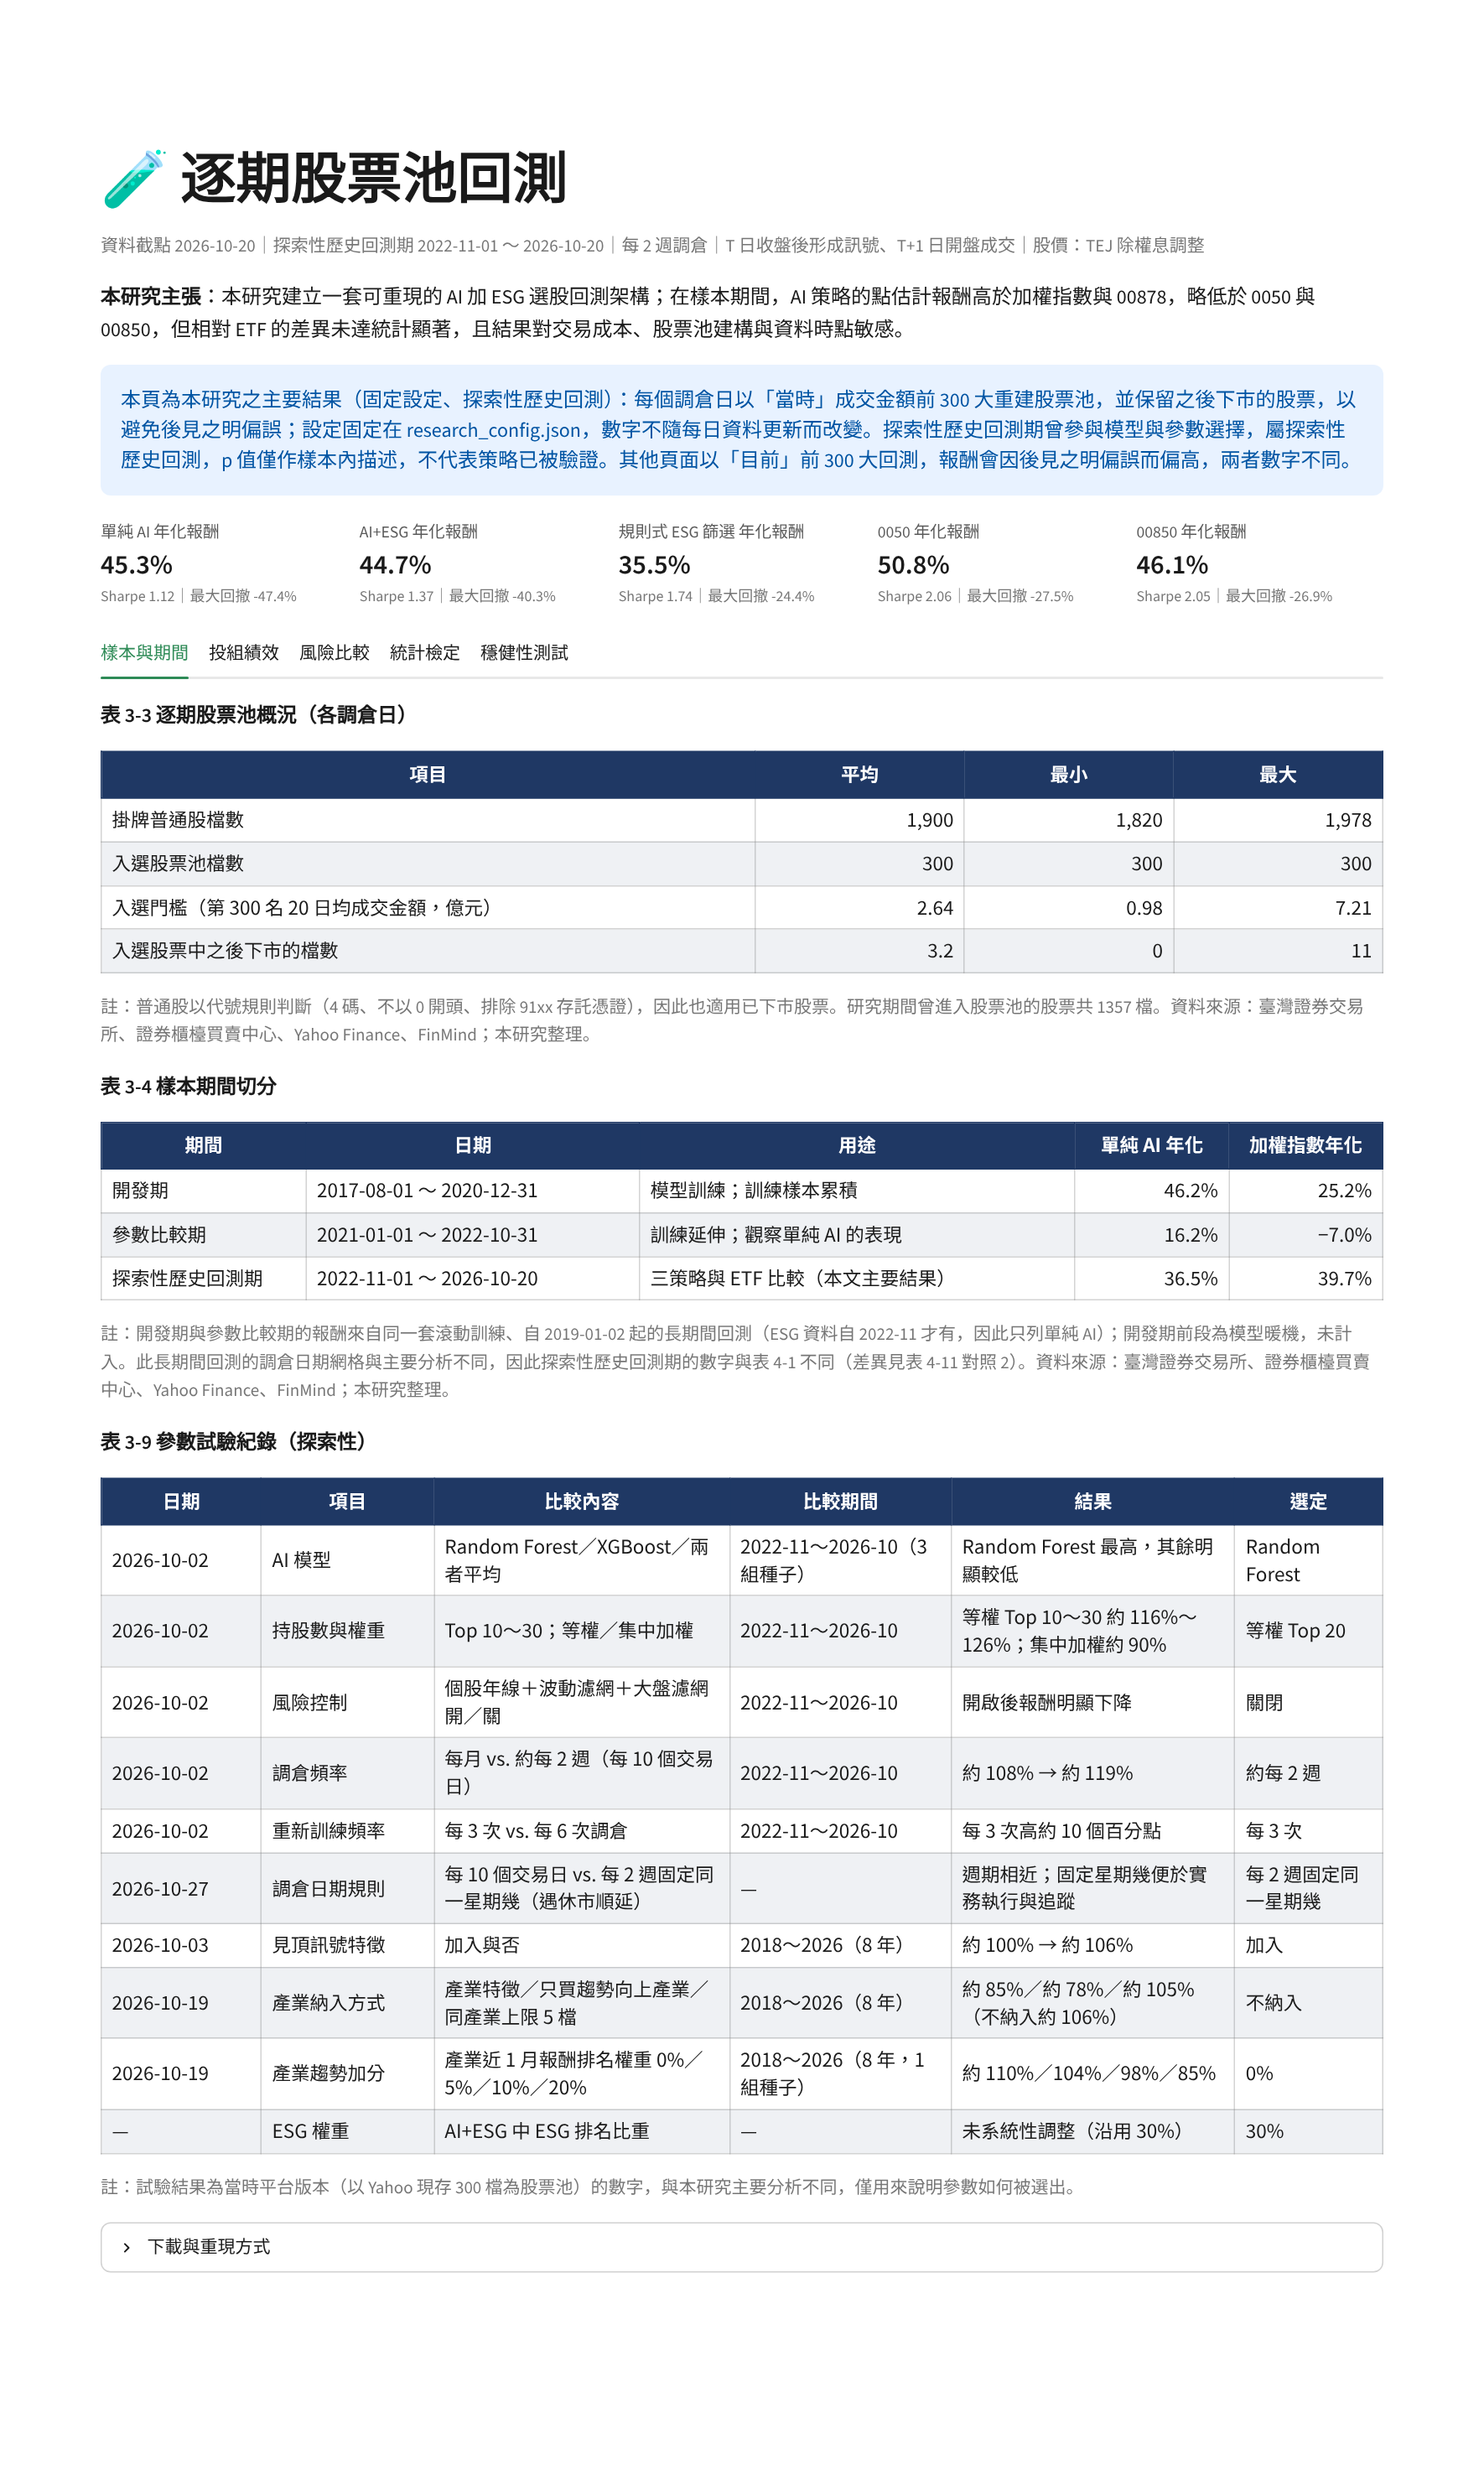 逐期股票池回測
資料截點 2026-10-20｜探索性歷史回測期 2022-11-01 ～ 2026-10-20｜每 2 週調倉｜T 日收盤後形成訊號、T+1 日開盤成交｜股價：TEJ 除權息調整
本研究主張：本研究建立一套可重現的 AI 加 ESG 選股回測架構；在樣本期間，AI 策略的點估計報酬高於加權指數與 00878，略低於 0050 與
00850，但相對 ETF 的差異未達統計顯著，且結果對交易成本、股票池建構與資料時點敏感。
本頁為本研究之主要結果（固定設定、探索性歷史回測）：每個調倉日以「當時」成交金額前 300 大重建股票池，並保留之後下市的股票，以
避免後見之明偏誤；設定固定在 research_config.json，數字不隨每日資料更新而改變。探索性歷史回測期曾參與模型與參數選擇，屬探索性
歷史回測，p 值僅作樣本內描述，不代表策略已被驗證。其他頁面以「目前」前 300 大回測，報酬會因後見之明偏誤而偏高，兩者數字不同。
單純 AI 年化報酬 AI+ESG 年化報酬 規則式 ESG 篩選 年化報酬 0050 年化報酬 00850 年化報酬
45.3% 44.7% 35.5% 50.8% 46.1%
Sharpe 1.12｜最大回撤 -47.4% Sharpe 1.37｜最大回撤 -40.3% Sharpe 1.74｜最大回撤 -24.4% Sharpe 2.06｜最大回撤 -27.5% Sharpe 2.05｜最大回撤 -26.9%
樣本與期間 投組績效 風險比較 統計檢定 穩健性測試
表 3-3 逐期股票池概況（各調倉日）
項目 平均 最小 最大
掛牌普通股檔數 1,900 1,820 1,978
入選股票池檔數 300 300 300
入選門檻（第 300 名 20 日均成交金額，億元） 2.64 0.98 7.21
入選股票中之後下市的檔數 3.2 0 11
註：普通股以代號規則判斷（4 碼、不以 0 開頭、排除 91xx 存託憑證），因此也適用已下市股票。研究期間曾進入股票池的股票共 1357 檔。資料來源：臺灣證券交易
所、證券櫃檯買賣中心、Yahoo Finance、FinMind；本研究整理。
表 3-4 樣本期間切分
期間 日期 用途 單純 AI 年化 加權指數年化
開發期 2017-08-01 ～ 2020-12-31 模型訓練；訓練樣本累積 46.2% 25.2%
參數比較期 2021-01-01 ～ 2022-10-31 訓練延伸；觀察單純 AI 的表現 16.2% −7.0%
探索性歷史回測期 2022-11-01 ～ 2026-10-20 三策略與 ETF 比較（本文主要結果） 36.5% 39.7%
註：開發期與參數比較期的報酬來自同一套滾動訓練、自 2019-01-02 起的長期間回測（ESG 資料自 2022-11 才有，因此只列單純 AI）；開發期前段為模型暖機，未計
入。此長期間回測的調倉日期網格與主要分析不同，因此探索性歷史回測期的數字與表 4-1 不同（差異見表 4-11 對照 2）。資料來源：臺灣證券交易所、證券櫃檯買賣
中心、Yahoo Finance、FinMind；本研究整理。
表 3-9 參數試驗紀錄（探索性）
日期 項目 比較內容 比較期間 結果 選定
2026-10-02 AI 模型 Random Forest／XGBoost／兩者平均 2022-11～2026-10（3 組種子） Random Forest 最高，其餘明顯較低 Random Forest
2026-10-02 持股數與權重 Top 10～30；等權／集中加權 2022-11～2026-10 等權 Top 10～30 約 116%～126%；集中加權約 90% 等權 Top 20
2026-10-02 風險控制 個股年線＋波動濾網＋大盤濾網 開／關 2022-11～2026-10 開啟後報酬明顯下降 關閉
2026-10-02 調倉頻率 每月 vs. 約每 2 週（每 10 個交易日） 2022-11～2026-10 約 108% → 約 119% 約每 2 週
2026-10-02 重新訓練頻率 每 3 次 vs. 每 6 次調倉 2022-11～2026-10 每 3 次高約 10 個百分點 每 3 次
2026-10-27 調倉日期規則 每 10 個交易日 vs. 每 2 週固定同一星期幾（遇休市順延） — 週期相近；固定星期幾便於實務執行與追蹤 每 2 週固定同一星期幾
2026-10-03 見頂訊號特徵 加入與否 2018～2026（8 年） 約 100% → 約 106% 加入
2026-10-19 產業納入方式 產業特徵／只買趨勢向上產業／同產業上限 5 檔 2018～2026（8 年） 約 85%／約 78%／約 105%（不納入約 106%） 不納入
2026-10-19 產業趨勢加分 產業近 1 月報酬排名權重 0%／5%／10%／20% 2018～2026（8 年，1 組種子） 約 110%／104%／98%／85% 0%
— ESG 權重 AI+ESG 中 ESG 排名比重 — 未系統性調整（沿用 30%） 30%
註：試驗結果為當時平台版本（以 Yahoo 現存 300 檔為股票池）的數字，與本研究主要分析不同，僅用來說明參數如何被選出。
下載與重現方式